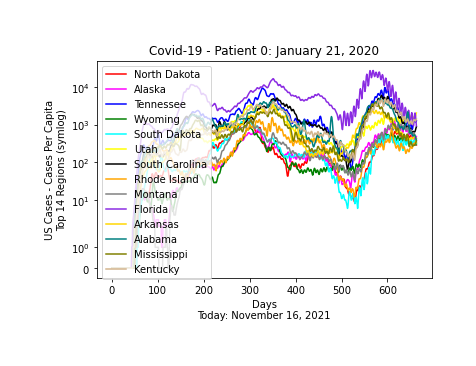 Covid-19 - Patient 0: January 21, 2020
US Cases - Cases Per Capita
Top 14 Regions (symlog)
10⁴
10³
10²
10¹
10⁰
0
North Dakota
Alaska
Tennessee
Wyoming
South Dakota
Utah
South Carolina
Rhode Island
Montana
Florida
Arkansas
Alabama
Mississippi
Kentucky
0 100 200 300 400 500 600
Days
Today: November 16, 2021